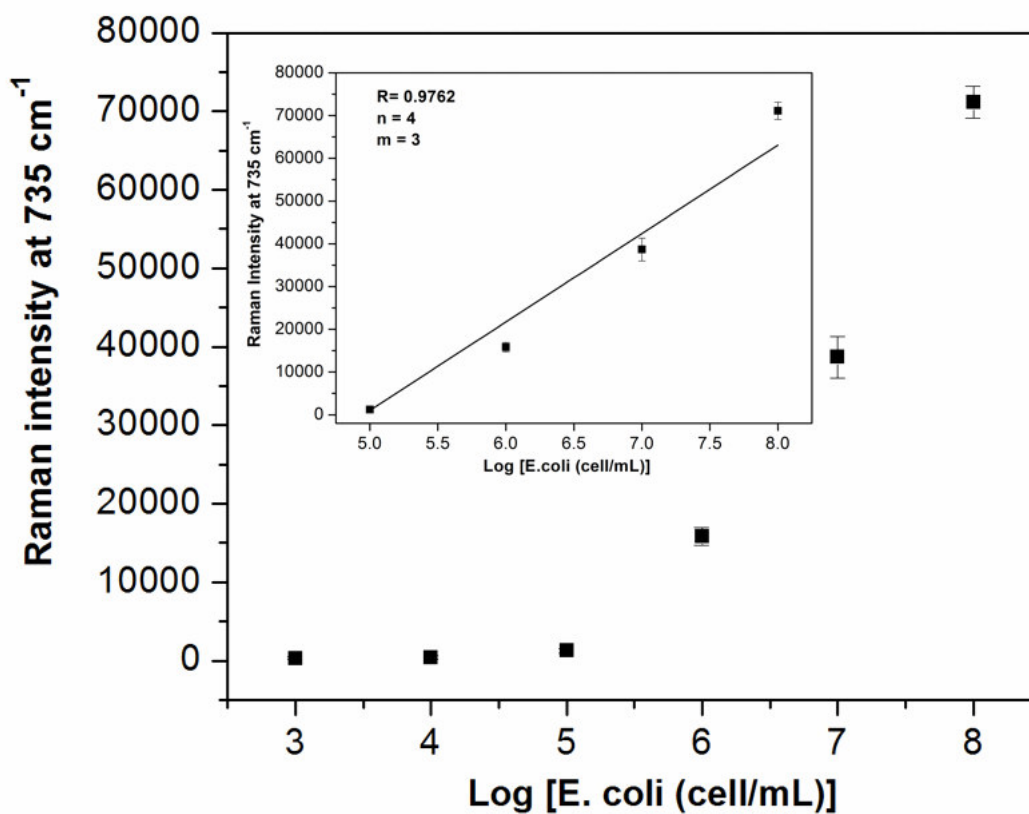 80000
70000
60000
50000
40000
30000
20000
10000
0
Raman intensity at 735 cm⁻¹
3 4 5 6 7 8
Log [E. coli (cell/mL)]
80000
70000
60000
50000
40000
30000
20000
10000
0
Raman Intensity at 735 cm⁻¹
R= 0.9762
n = 4
m = 3
5.0 5.5 6.0 6.5 7.0 7.5 8.0
Log [E.coli (cell/mL)]